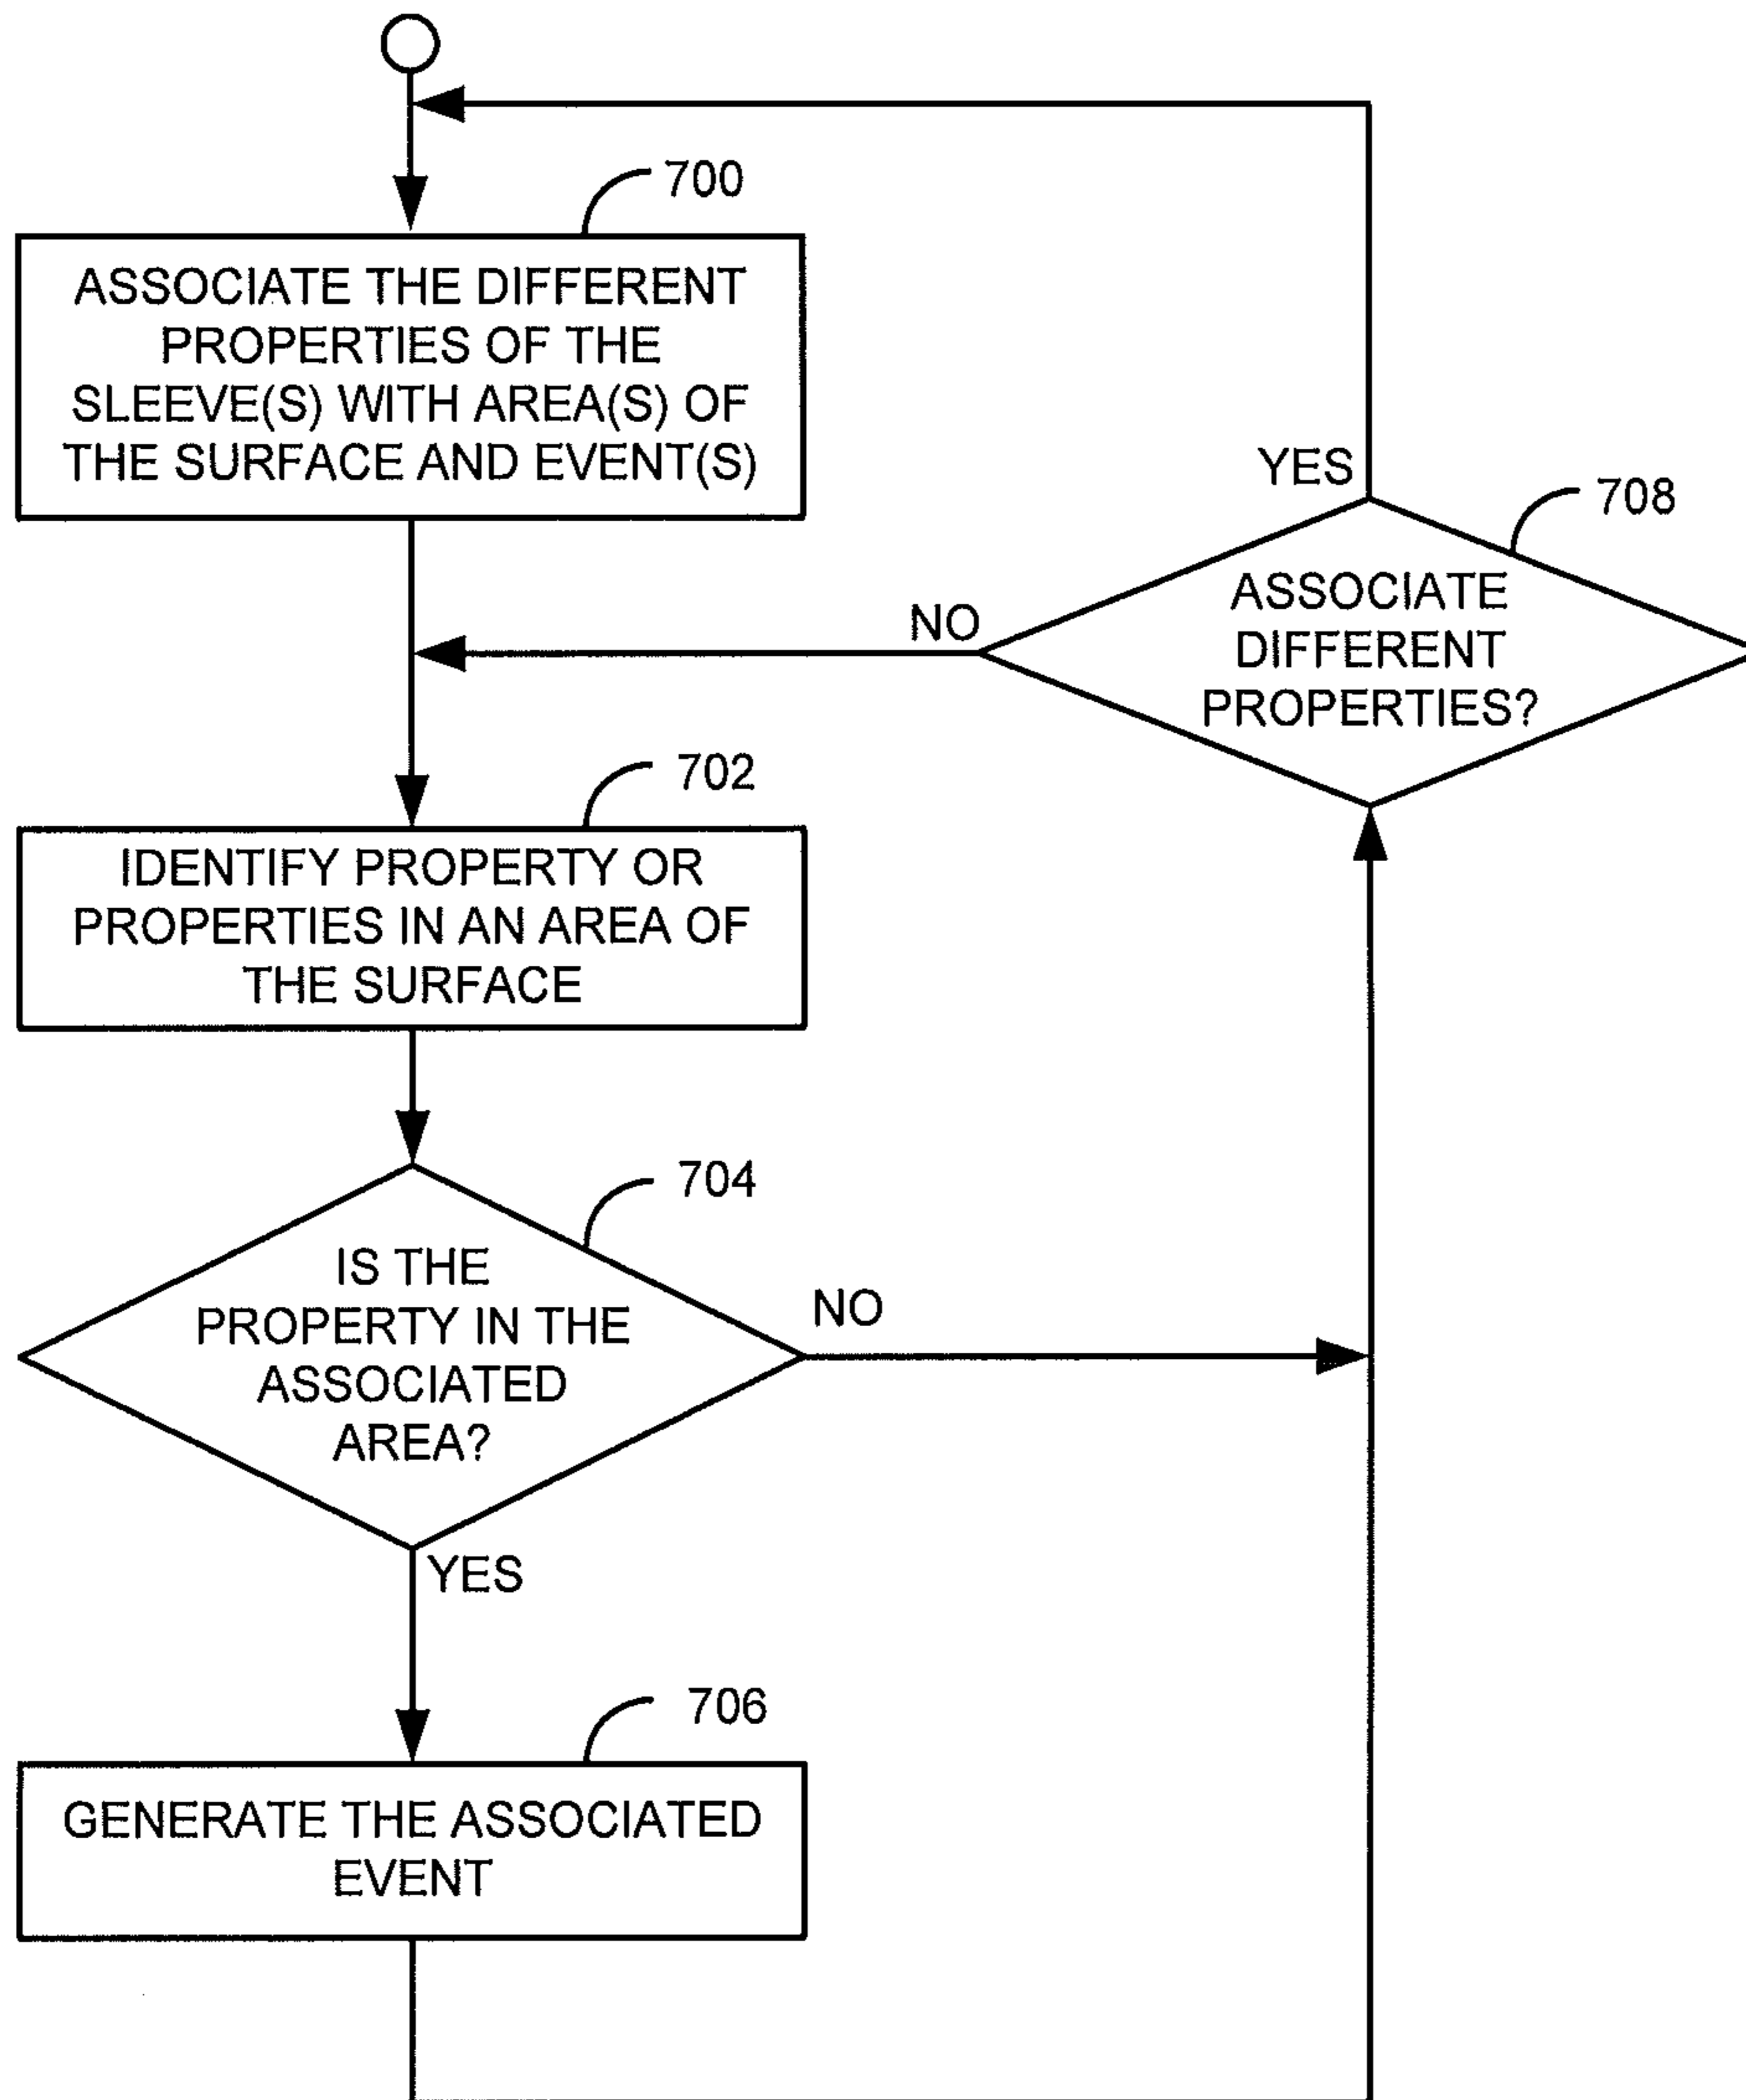 700
ASSOCIATE THE DIFFERENT
PROPERTIES OF THE
SLEEVE(S) WITH AREA(S) OF
THE SURFACE AND EVENT(S)
YES
708
ASSOCIATE
DIFFERENT
PROPERTIES?
NO
702
IDENTIFY PROPERTY OR
PROPERTIES IN AN AREA OF
THE SURFACE
704
IS THE
PROPERTY IN THE
ASSOCIATED
AREA?
NO
YES
706
GENERATE THE ASSOCIATED
EVENT